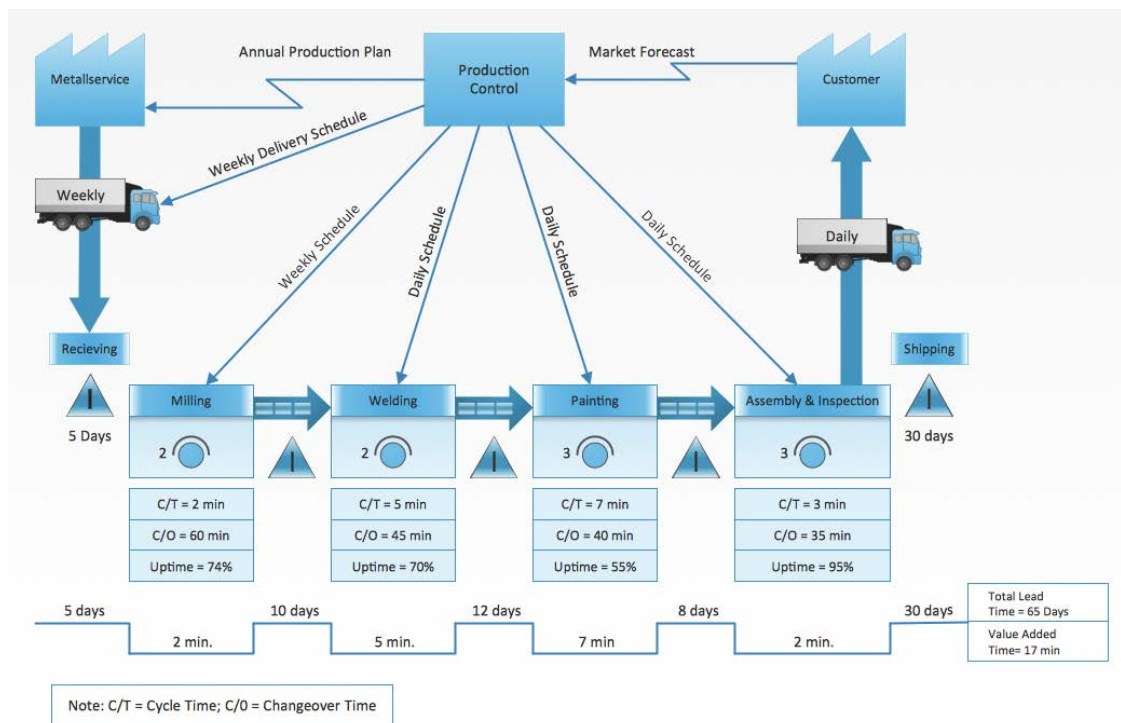 Metallservice
Annual Production Plan
Production
Control
Market Forecast
Customer
Weekly Delivery Schedule
Weekly
Weekly Schedule
Daily Schedule
Daily Schedule
Daily Schedule
Daily
Recieving
Shipping
I
5 Days
Milling
Welding
Painting
Assembly & Inspection
I
30 days
2
2
3
3
I
I
I
C/T = 2 min
C/O = 60 min
Uptime = 74%
C/T = 5 min
C/O = 45 min
Uptime = 70%
C/T = 7 min
C/O = 40 min
Uptime = 55%
C/T = 3 min
C/O = 35 min
Uptime = 95%
5 days
2 min.
10 days
5 min.
12 days
7 min
8 days
2 min.
30 days
Total Lead
Time = 65 Days
Value Added
Time= 17 min
Note: C/T = Cycle Time; C/0 = Changeover Time